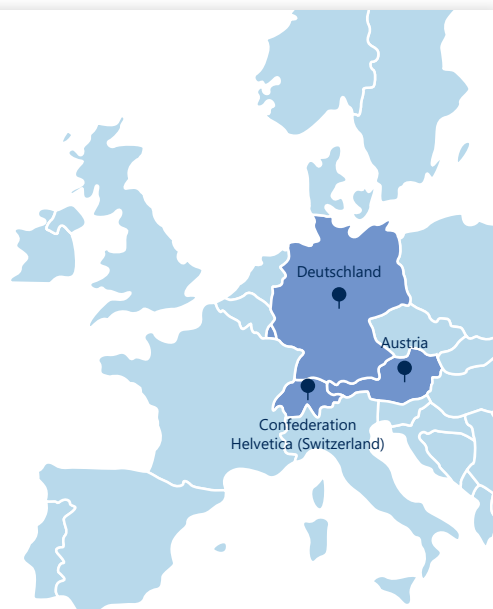 Deutschland
Austria
Confederation
Helvetica (Switzerland)